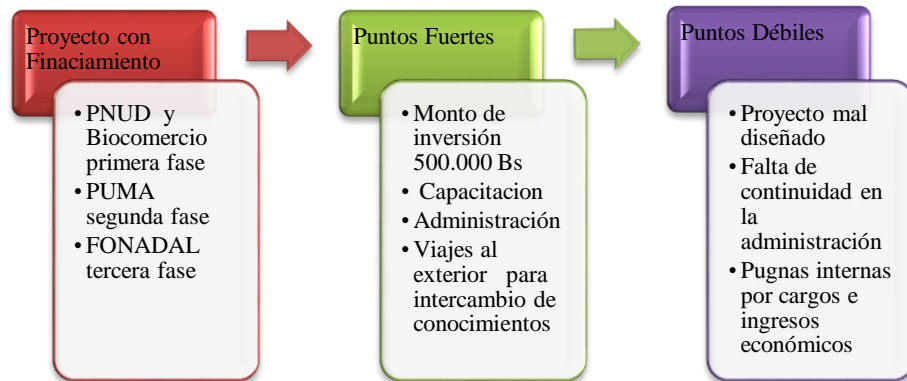 Proyecto con
Finaciamiento
• PNUD y
Biocomercio
primera fase
• PUMA
segunda fase
• FONADAL
tercera fase
Puntos Fuertes
• Monto de
inversión
500.000 Bs
• Capacitacion
• Administración
• Viajes al
exterior para
intercambio de
conocimientos
Puntos Débiles
• Proyecto mal
diseñado
• Falta de
continuidad en
la
administración
• Pugnas internas
por cargos e
ingresos
económicos